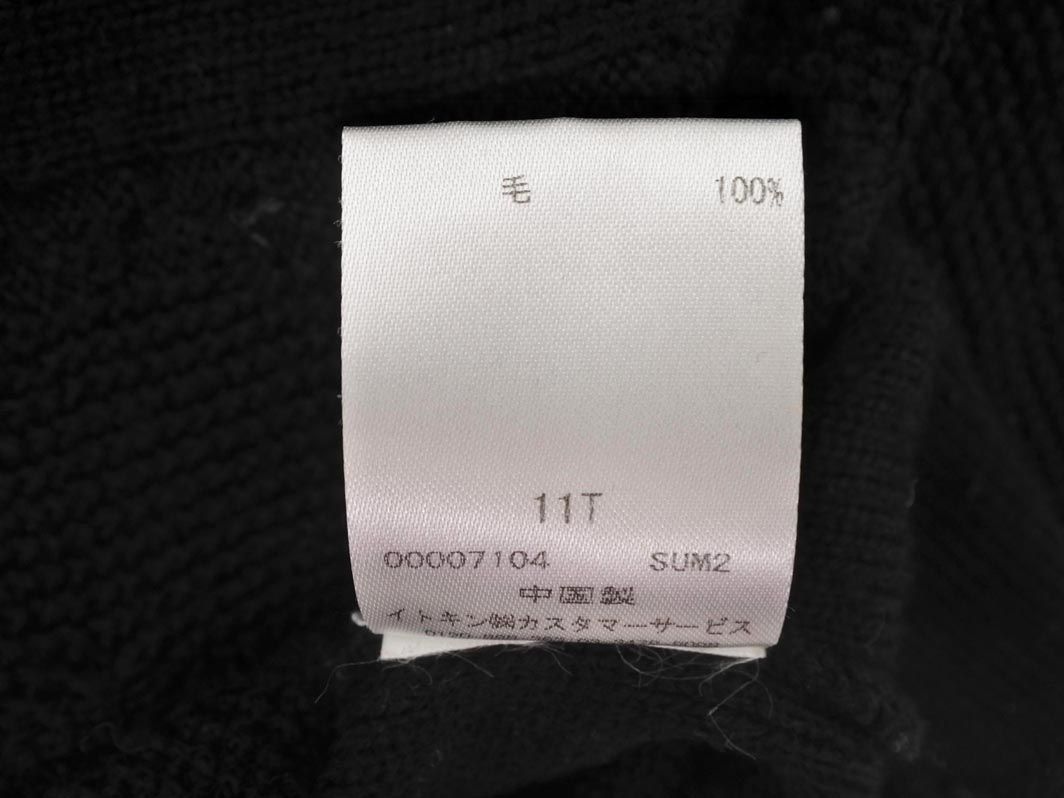 毛 100%
11T
00007104 SUM2
中国製
イトキン㈱カスタマーサービス